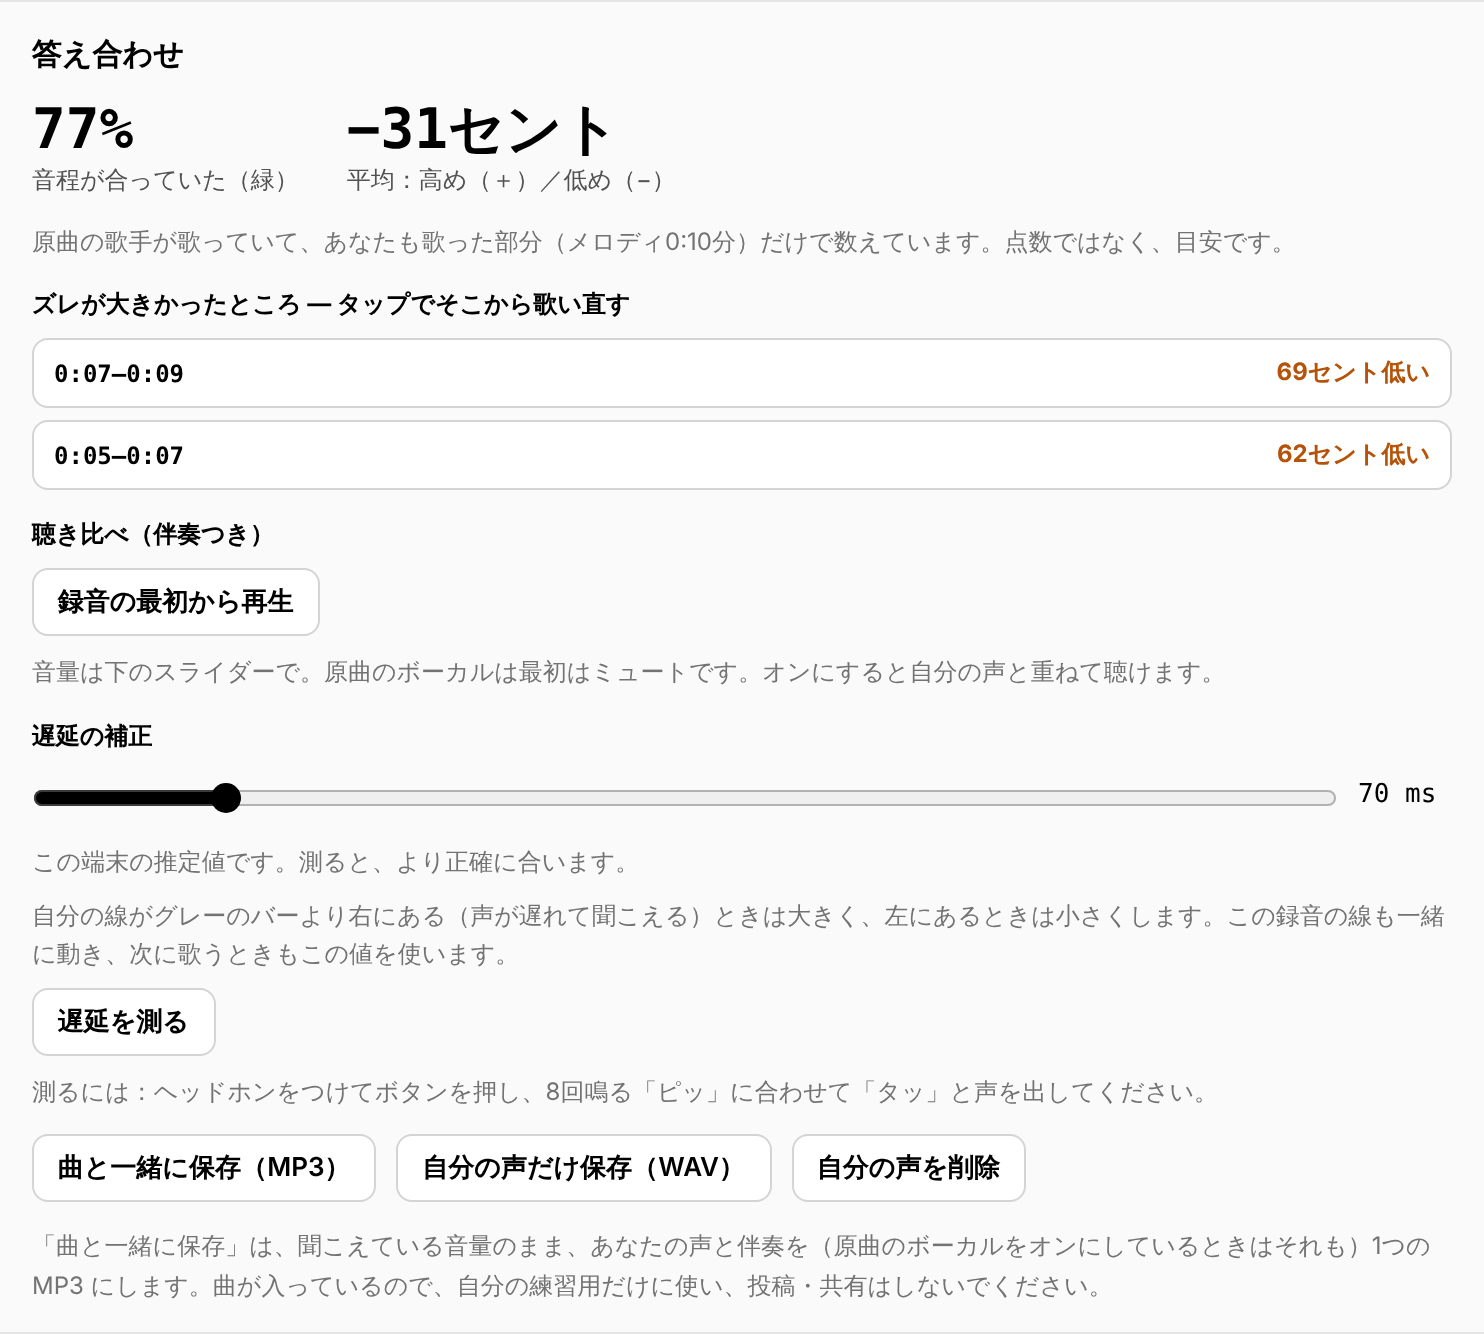 答え合わせ
77%
−31セント
音程が合っていた（緑）
平均：高め（＋）／低め（−）
原曲の歌手が歌っていて、あなたも歌った部分（メロディ0:10分）だけで数えています。点数ではなく、目安です。
ズレが大きかったところ — タップでそこから歌い直す
0:07–0:09
69セント低い
0:05–0:07
62セント低い
聴き比べ（伴奏つき）
録音の最初から再生
音量は下のスライダーで。原曲のボーカルは最初はミュートです。オンにすると自分の声と重ねて聴けます。
遅延の補正
70 ms
この端末の推定値です。測ると、より正確に合います。
自分の線がグレーのバーより右にある（声が遅れて聞こえる）ときは大きく、左にあるときは小さくします。この録音の線も一緒
に動き、次に歌うときもこの値を使います。
遅延を測る
測るには：ヘッドホンをつけてボタンを押し、8回鳴る「ピッ」に合わせて「タッ」と声を出してください。
曲と一緒に保存（MP3）
自分の声だけ保存（WAV）
自分の声を削除
「曲と一緒に保存」は、聞こえている音量のまま、あなたの声と伴奏を（原曲のボーカルをオンにしているときはそれも）1つの
MP3 にします。曲が入っているので、自分の練習用だけに使い、投稿・共有はしないでください。